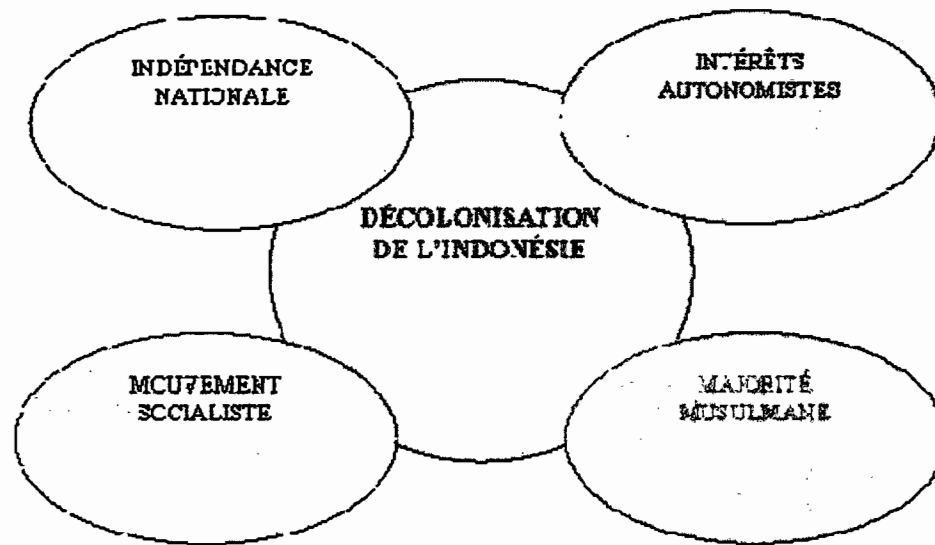 INDÉPENDANCE
NATIONALE
INTÉRÊTS
AUTONOMISTES
DÉCOLONISATION
DE L'INDONÉSIE
MOUVEMENT
SOCIALISTE
MAJORITÉ
MUSULMANE